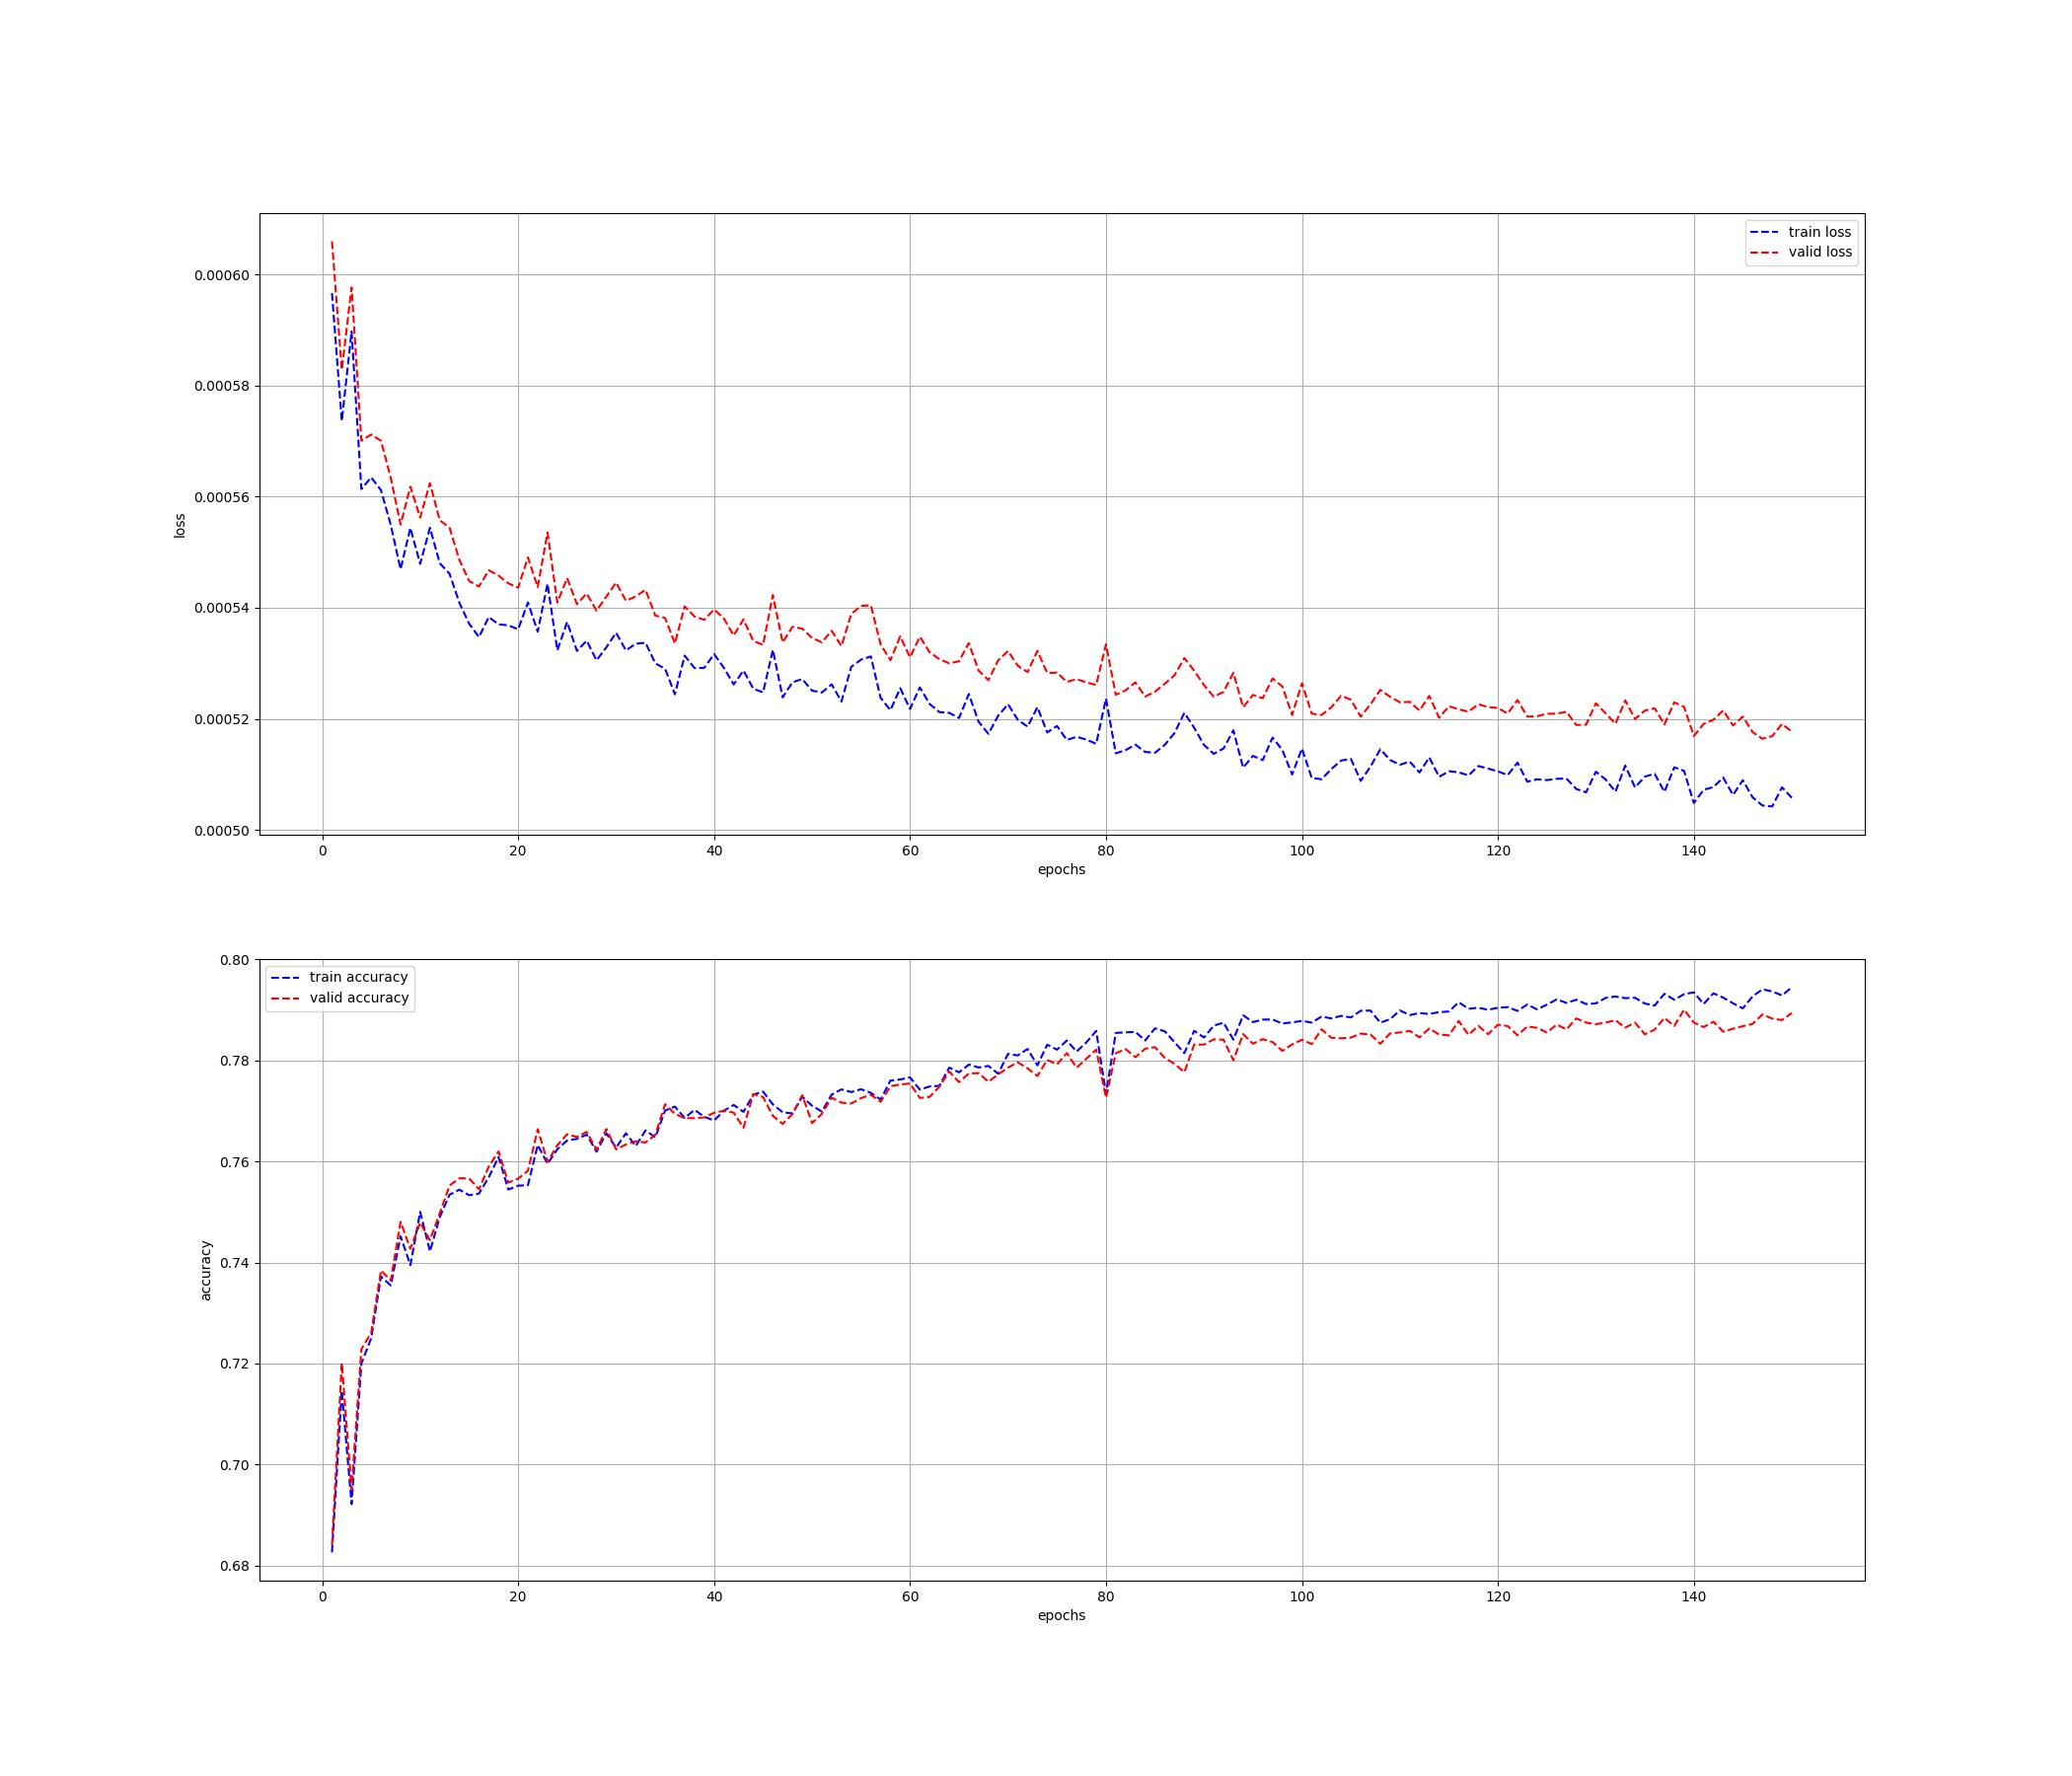 train loss
valid loss
0.00060
0.00058
0.00056
0.00054
0.00052
0.00050
loss
0 20 40 60 80 100 120 140
epochs
train accuracy
valid accuracy
0.80
0.78
0.76
0.74
0.72
0.70
0.68
accuracy
0 20 40 60 80 100 120 140
epochs